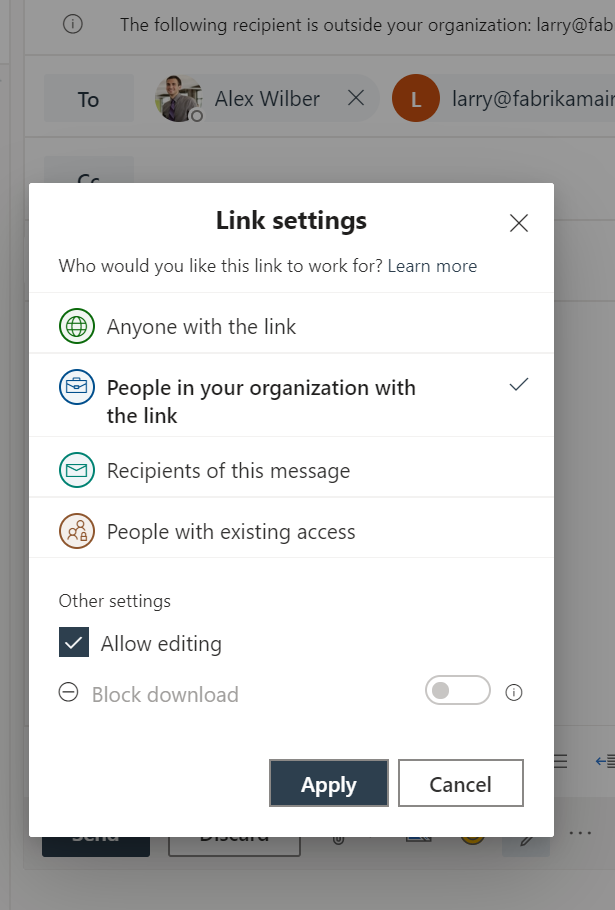 The following recipient is outside your organization: larry@fab
To
Alex Wilber
L
larry@fabrikamai
Cc
Link settings
Who would you like this link to work for? Learn more
Anyone with the link
People in your organization with
the link
Recipients of this message
People with existing access
Other settings
Allow editing
Block download
Apply
Cancel
Send
Discard